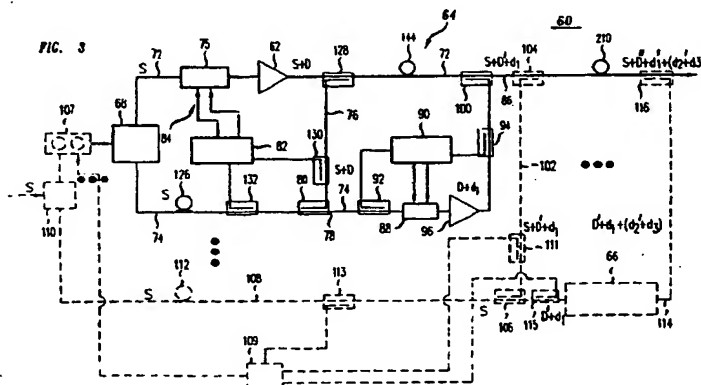 60
64
FIG. 3
72
S
75
62
S+D
128
144
72
S+D'+d₁
104
210
S+D"+d₁'+(d₂'+d₃)
107
68
84
76
100
86
116
82
130
S+D
90
94
102
110
S
126
S
132
80
74
92
D+d₁
D'+d₁+(d₂'+d₃)
74
78
88
96
S+D'+d₁
111
66
112
S
108
113
S
106
115
D+d₁
114
109